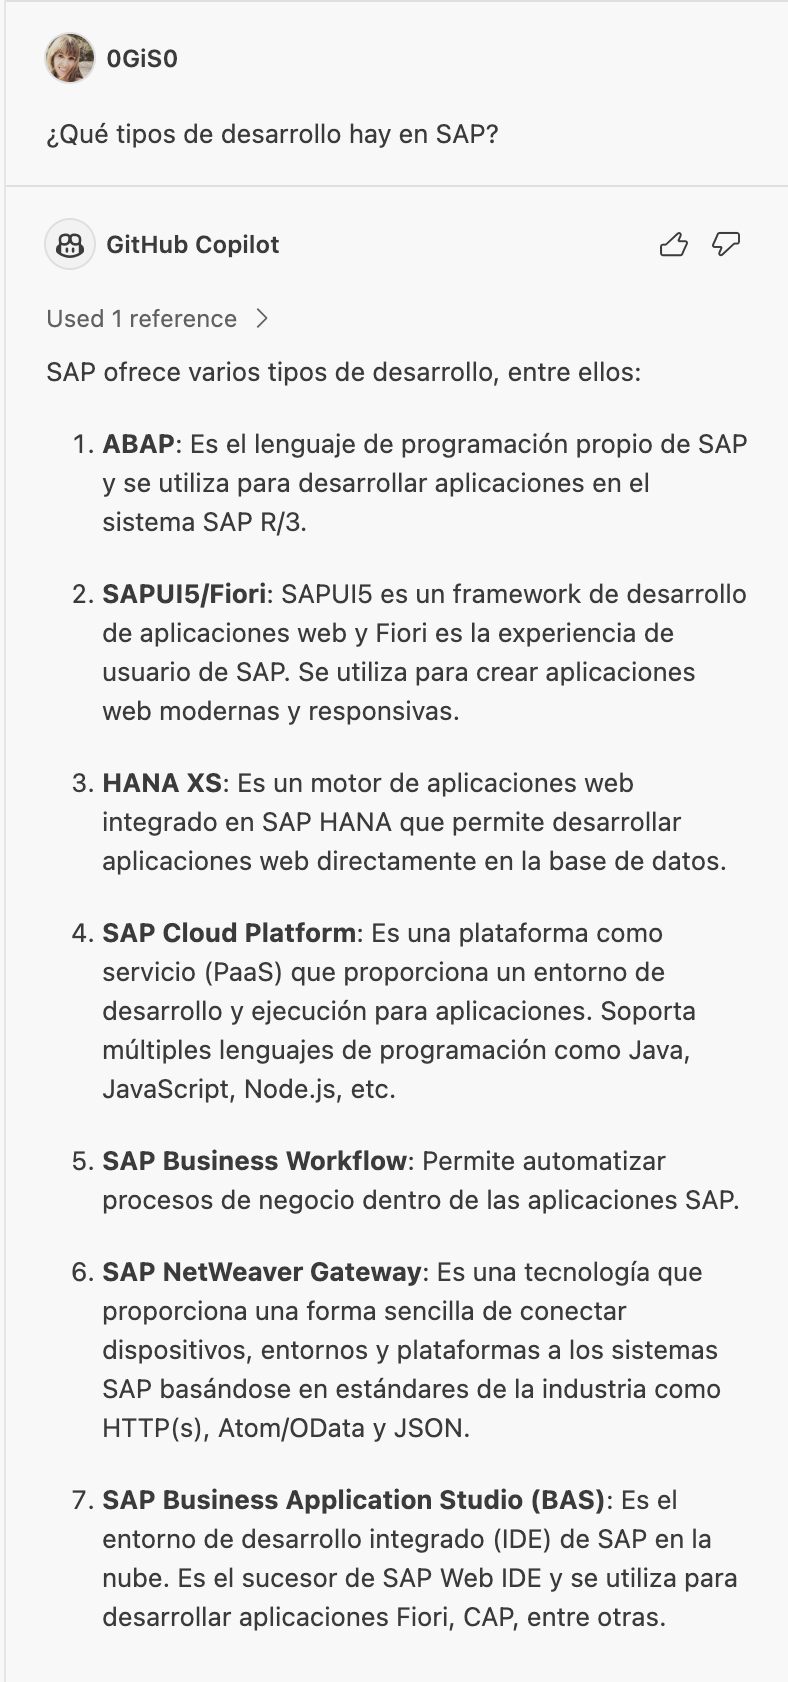 0GiS0
¿Qué tipos de desarrollo hay en SAP?
GitHub Copilot
Used 1 reference
SAP ofrece varios tipos de desarrollo, entre ellos:
1. ABAP: Es el lenguaje de programación propio de SAP
y se utiliza para desarrollar aplicaciones en el
sistema SAP R/3.
2. SAPUI5/Fiori: SAPUI5 es un framework de desarrollo
de aplicaciones web y Fiori es la experiencia de
usuario de SAP. Se utiliza para crear aplicaciones
web modernas y responsivas.
3. HANA XS: Es un motor de aplicaciones web
integrado en SAP HANA que permite desarrollar
aplicaciones web directamente en la base de datos.
4. SAP Cloud Platform: Es una plataforma como
servicio (PaaS) que proporciona un entorno de
desarrollo y ejecución para aplicaciones. Soporta
múltiples lenguajes de programación como Java,
JavaScript, Node.js, etc.
5. SAP Business Workflow: Permite automatizar
procesos de negocio dentro de las aplicaciones SAP.
6. SAP NetWeaver Gateway: Es una tecnología que
proporciona una forma sencilla de conectar
dispositivos, entornos y plataformas a los sistemas
SAP basándose en estándares de la industria como
HTTP(s), Atom/OData y JSON.
7. SAP Business Application Studio (BAS): Es el
entorno de desarrollo integrado (IDE) de SAP en la
nube. Es el sucesor de SAP Web IDE y se utiliza para
desarrollar aplicaciones Fiori, CAP, entre otras.